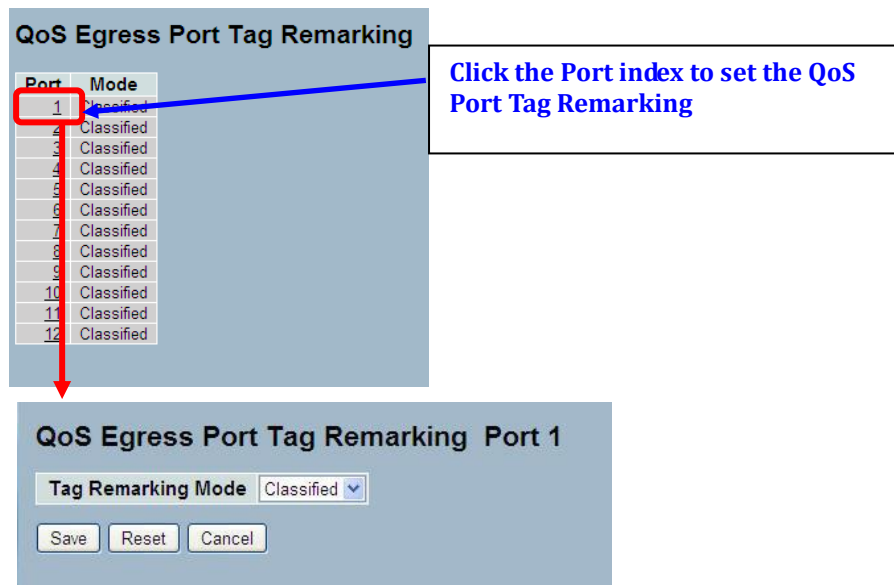 QoS Egress Port Tag Remarking
Click the Port index to set the QoS
Port Tag Remarking
Port Mode
1 Classified
2 Classified
3 Classified
4 Classified
5 Classified
6 Classified
7 Classified
8 Classified
9 Classified
10 Classified
11 Classified
12 Classified
QoS Egress Port Tag Remarking Port 1
Tag Remarking Mode Classified
Save Reset Cancel